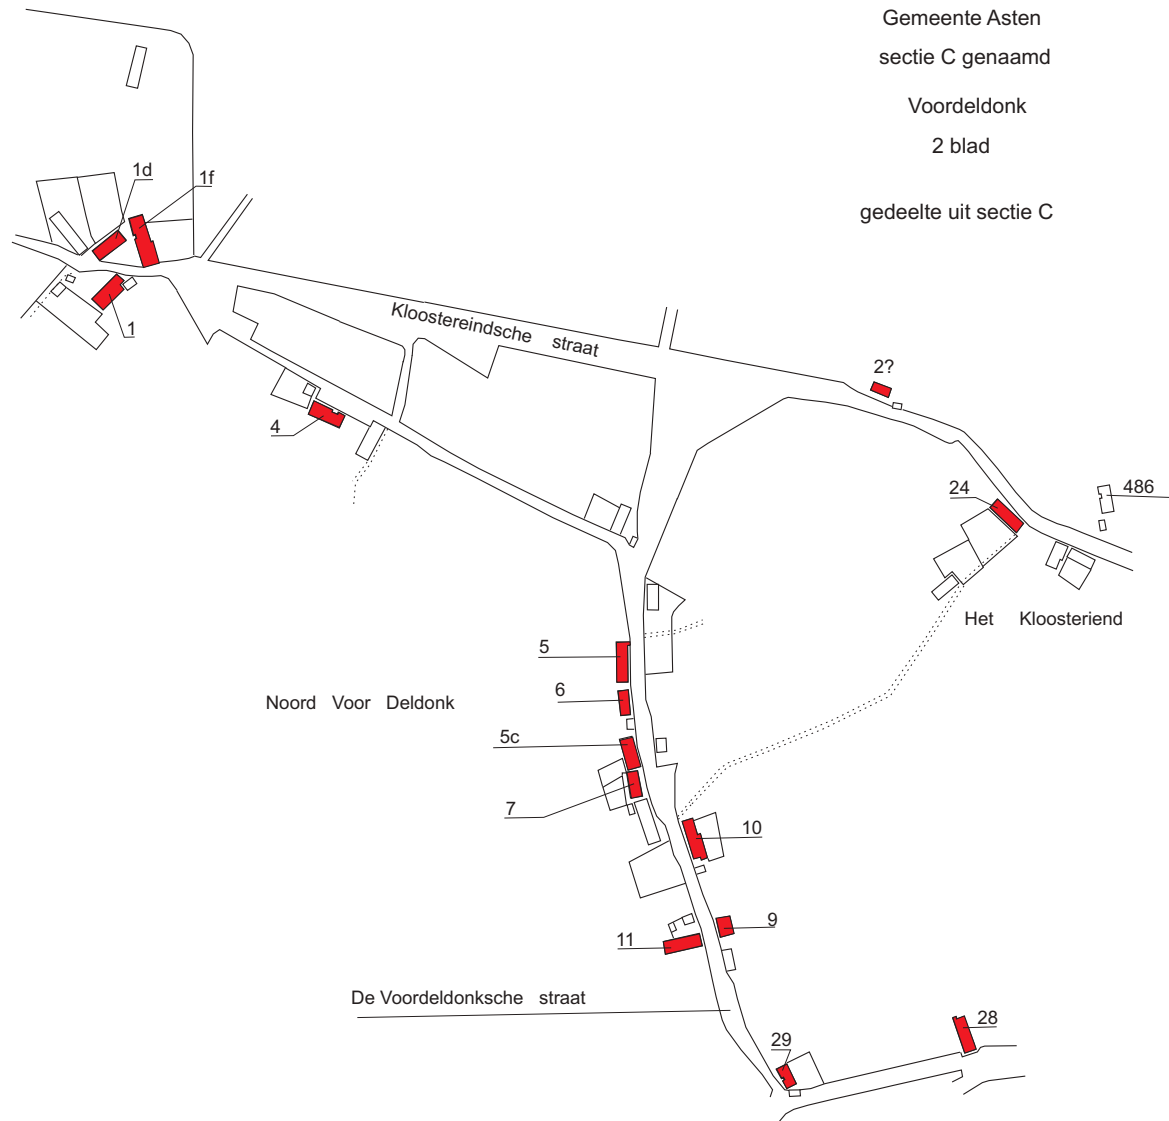 Gemeente Asten
sectie C genaamd
Voordeldonk
2 blad
gedeelte uit sectie C
1d
1f
1
Kloostereindsche straat
2?
4
24
486
Het Kloosteriend
5
6
Noord Voor Deldonk
5c
7
10
9
11
De Voordeldonksche straat
28
29